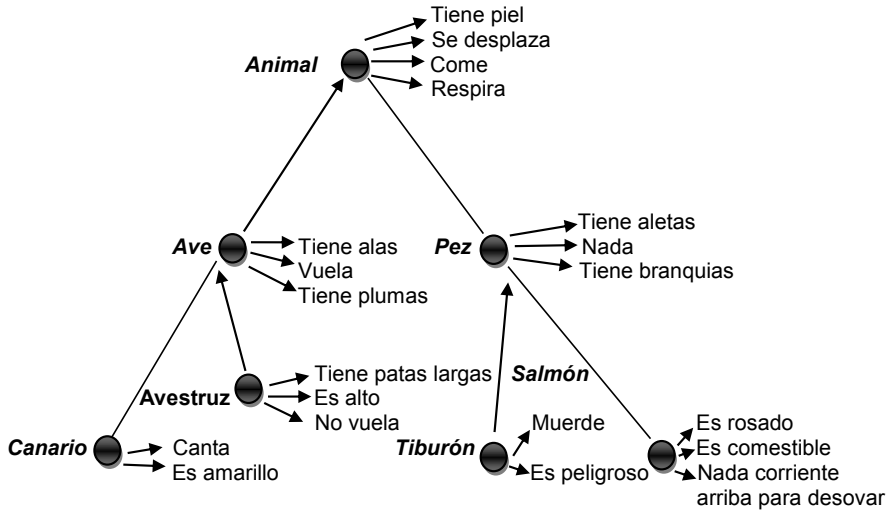 Tiene piel
Se desplaza
Animal
Come
Respira
Ave
Tiene alas
Vuela
Tiene plumas
Pez
Tiene aletas
Nada
Tiene branquias
Avestruz
Tiene patas largas
Es alto
No vuela
Salmón
Canario
Canta
Es amarillo
Tiburón
Muerde
Es peligroso
Es rosado
Es comestible
Nada corriente
arriba para desovar